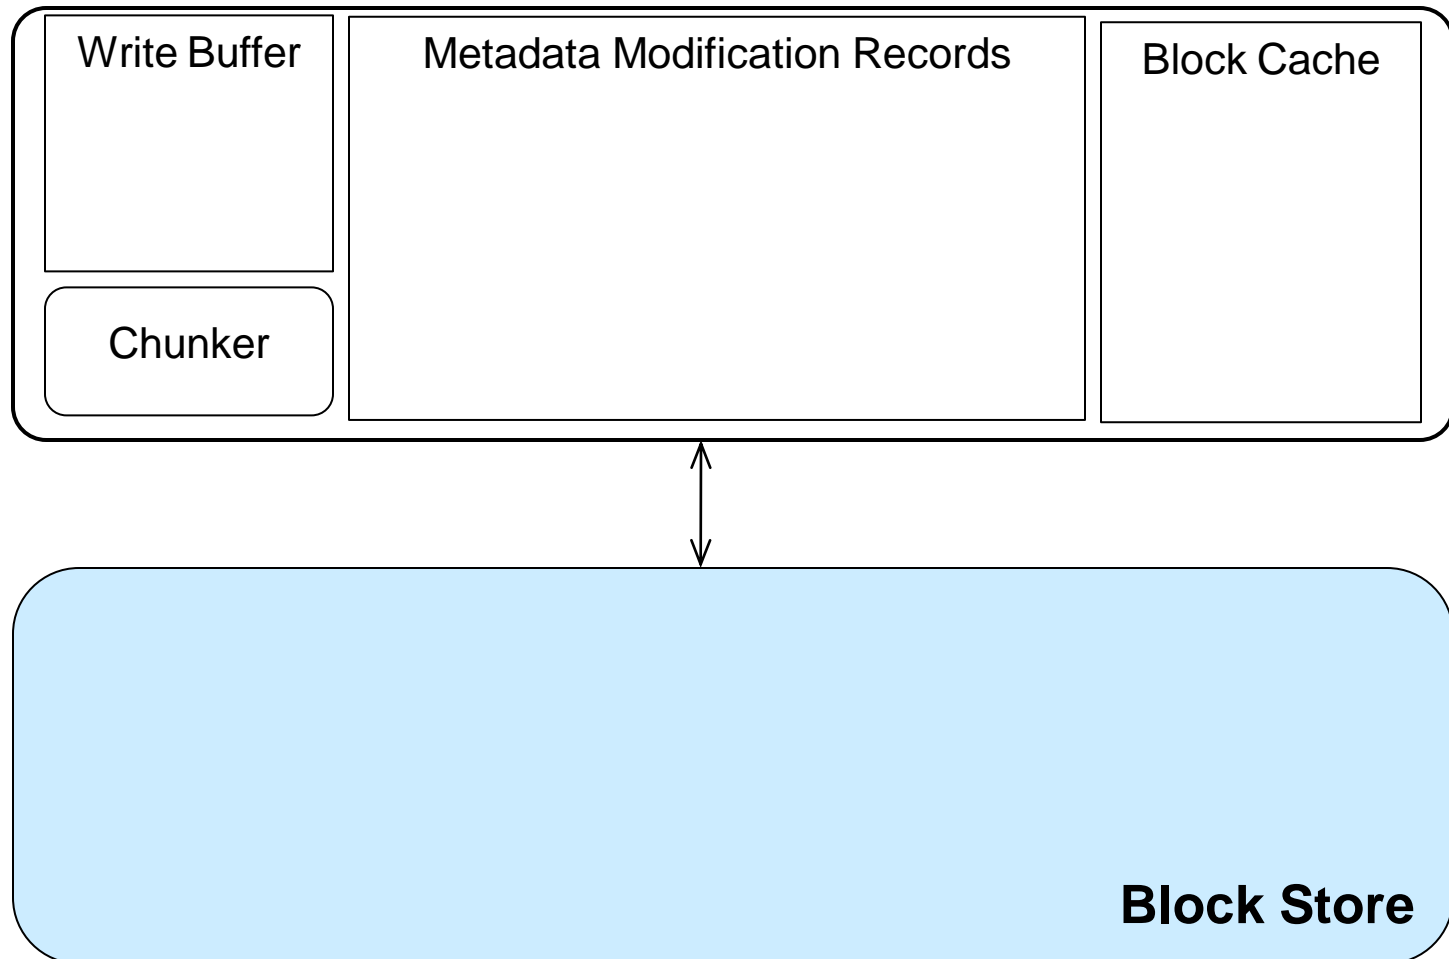 Write Buffer
Metadata Modification Records
Block Cache
Chunker
Block Store